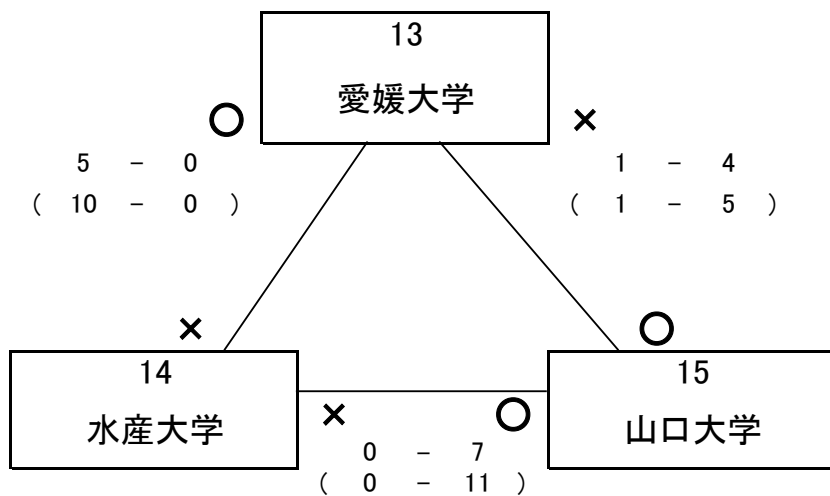 13
愛媛大学
○
×
5 － 0
( 10 － 0 )
1 － 4
( 1 － 5 )
×
○
14
水産大学
15
山口大学
×
○
0 － 7
( 0 － 11 )